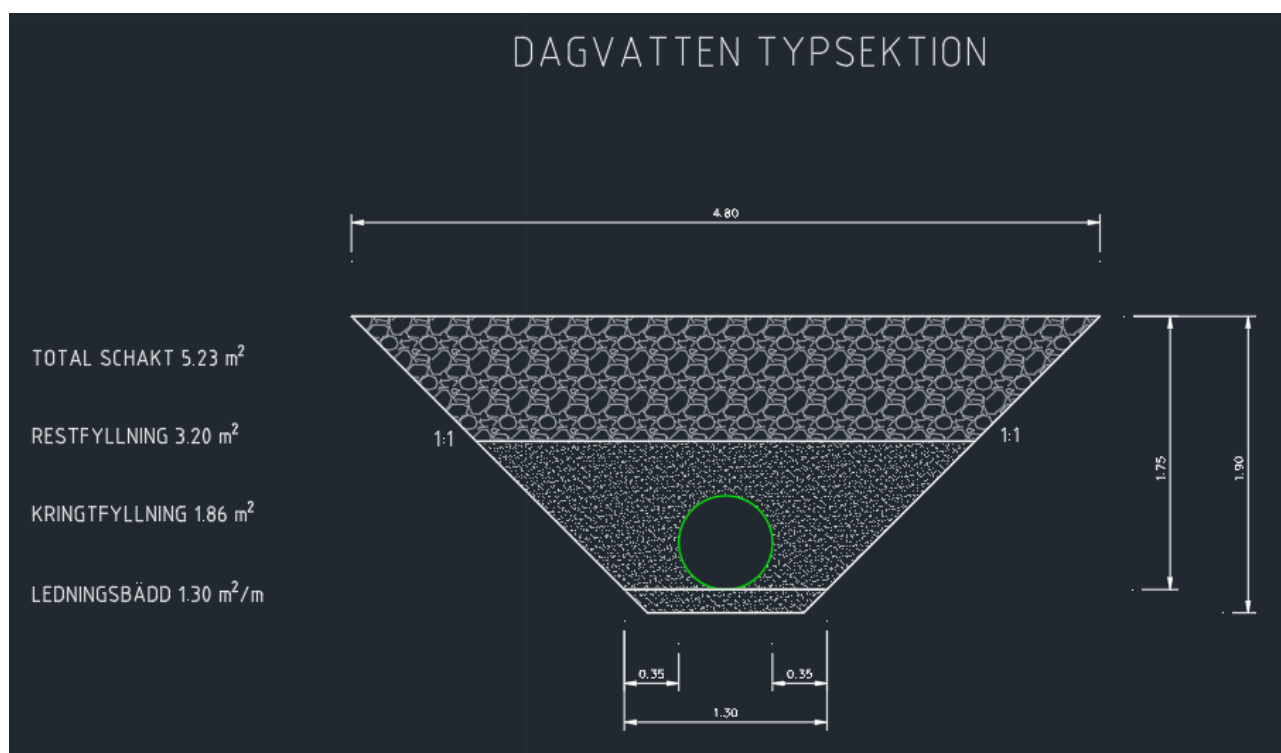 DAGVATTEN TYPSEKTION
4.80
TOTAL SCHAKT 5.23 m²
RESTFYLLNING 3.20 m²
1:1
1:1
1.75
1.90
KRINGTFYLLNING 1.86 m²
LEDNINGSBÄDD 1.30 m²/m
0.35
0.35
1.30